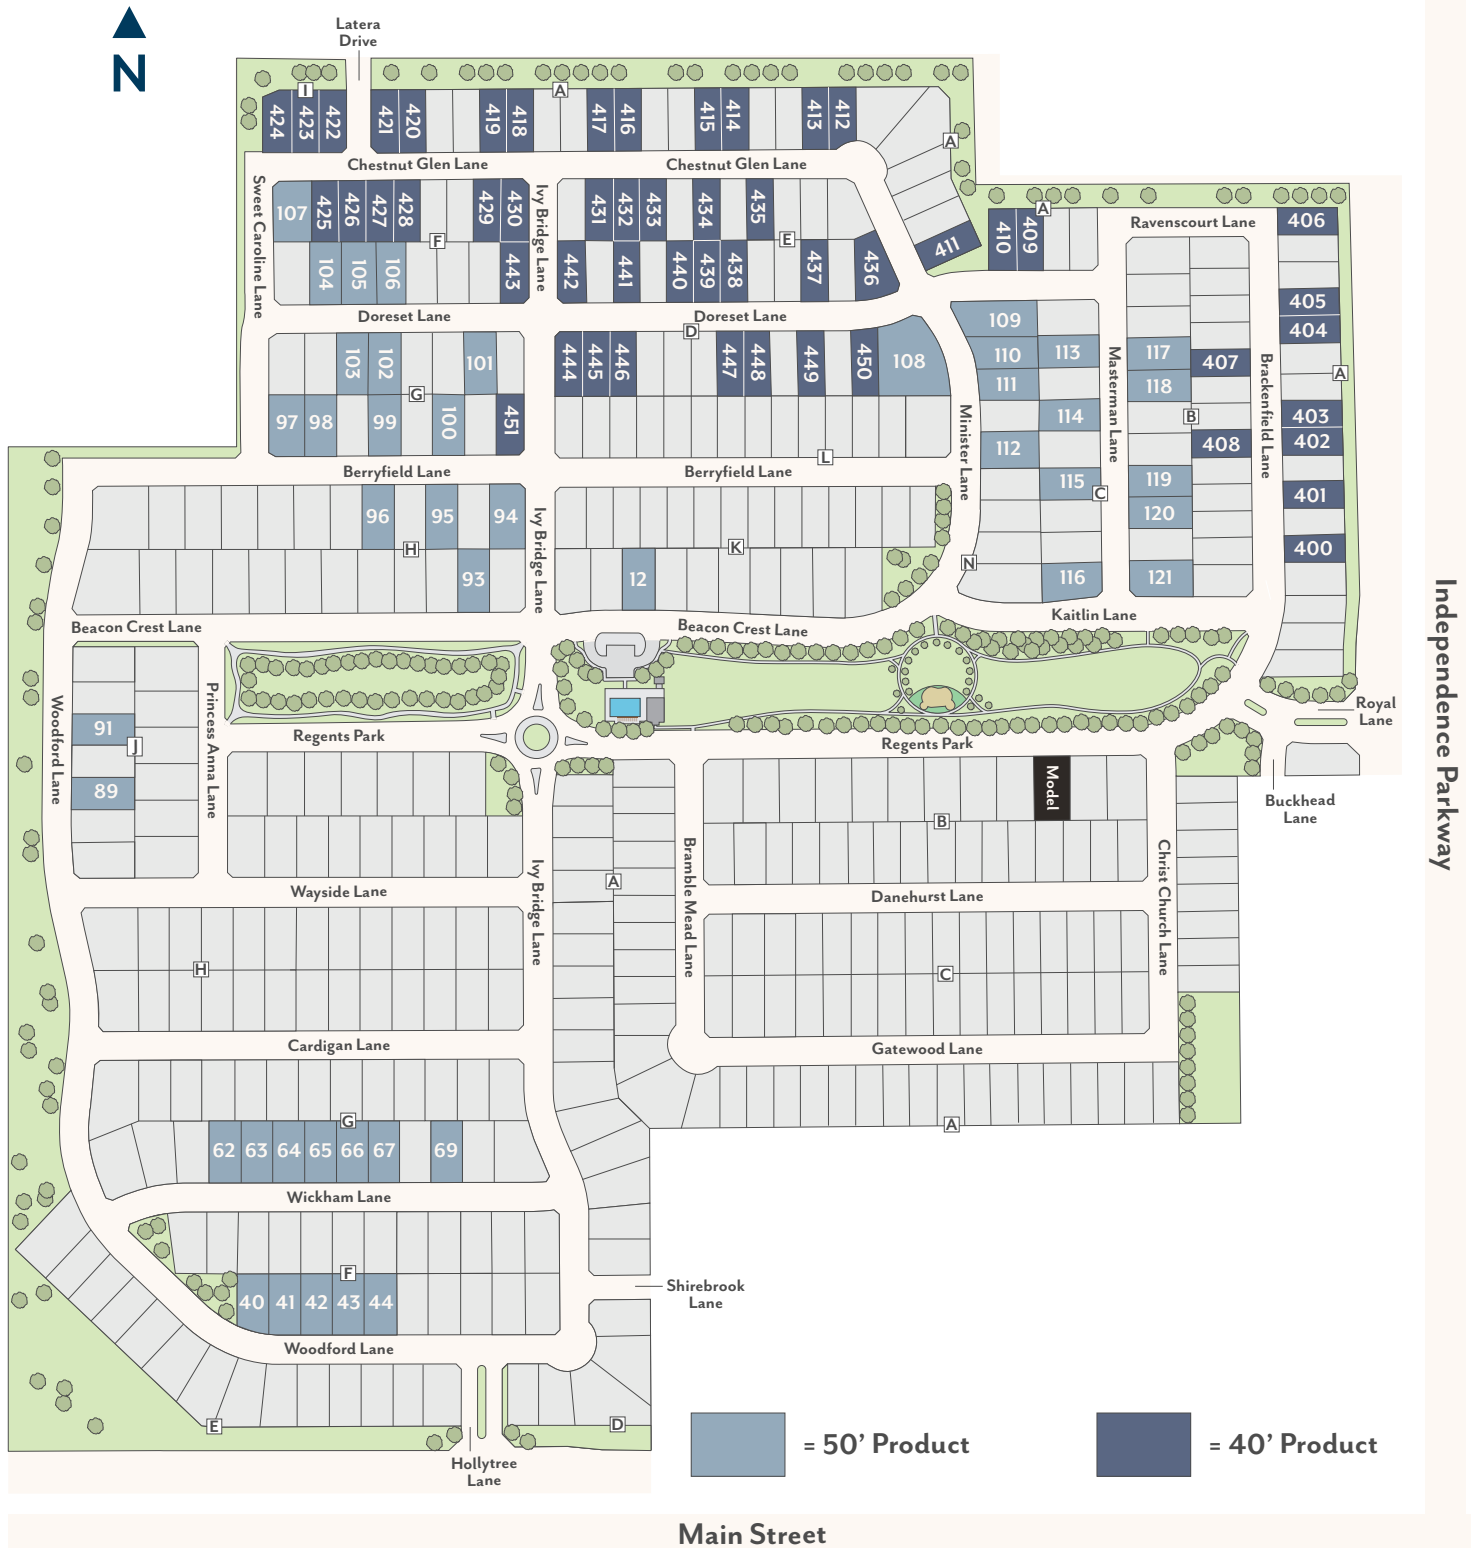 N
Latera
Drive
I
A
424
423
422
421
420
419
418
417
416
415
414
413
412
A
Chestnut Glen Lane
Chestnut Glen Lane
Sweet Caroline Lane
Ivy Bridge Lane
107
425
426
427
428
429
430
431
432
433
434
435
F
E
104
105
106
443
442
441
440
439
438
437
436
411
410
409
A
Ravenscourt Lane
406
Doreset Lane
Doreset Lane
D
405
404
103
102
101
444
445
446
447
448
449
450
108
109
110
113
111
114
112
115
116
C
N
Minister Lane
Masterman Lane
117
118
407
B
408
119
120
121
Brackenfield Lane
A
403
402
401
400
G
97
98
99
100
451
L
Berryfield Lane
Berryfield Lane
Ivy Bridge Lane
96
95
94
H
93
K
12
Beacon Crest Lane
Beacon Crest Lane
Kaitlin Lane
Independence Parkway
Woodford Lane
91
J
89
Princess Anna Lane
Regents Park
Regents Park
Royal
Lane
Buckhead
Lane
Model
B
Wayside Lane
Ivy Bridge Lane
A
Bramble Mead Lane
Danehurst Lane
Christ Church Lane
H
C
Cardigan Lane
Gatewood Lane
G
A
62
63
64
65
66
67
69
Wickham Lane
F
40
41
42
43
44
Shirebrook
Lane
Woodford Lane
E
D
Hollytree
Lane
= 50’ Product
= 40’ Product
Main Street